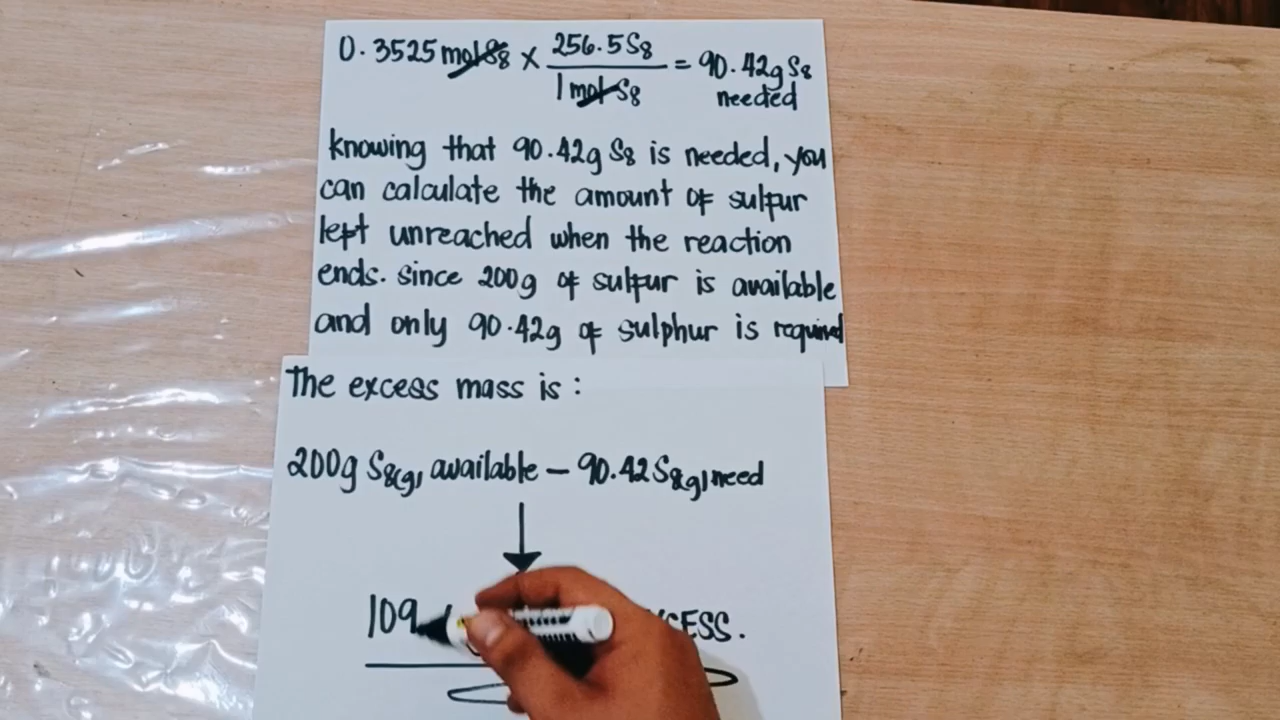 0.3525 mol S8 × 256.5 S8 / 1 mol S8 = 90.42g S8 needed
knowing that 90.42g S8 is needed, you
can calculate the amount of sulfur
lept unreached when the reaction
ends. since 200g of sulfur is available
and only 90.42g of sulphur is required
The excess mass is :
200g S8(g) available – 90.42 S8(g) need
109